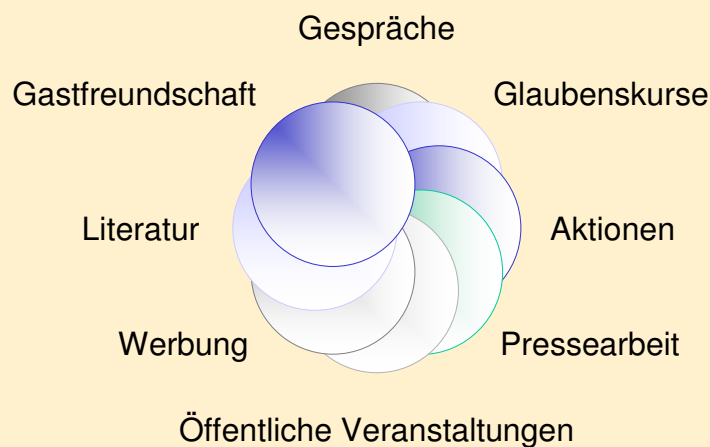 Gespräche
Gastfreundschaft
Glaubenskurse
Literatur
Aktionen
Werbung
Pressearbeit
Öffentliche Veranstaltungen